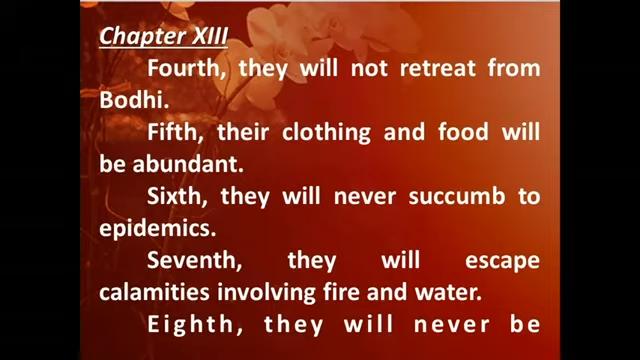 Chapter XIII
Fourth, they will not retreat from
Bodhi.
Fifth, their clothing and food will
be abundant.
Sixth, they will never succumb to
epidemics.
Seventh, they will escape
calamities involving fire and water.
Eighth, they will never be